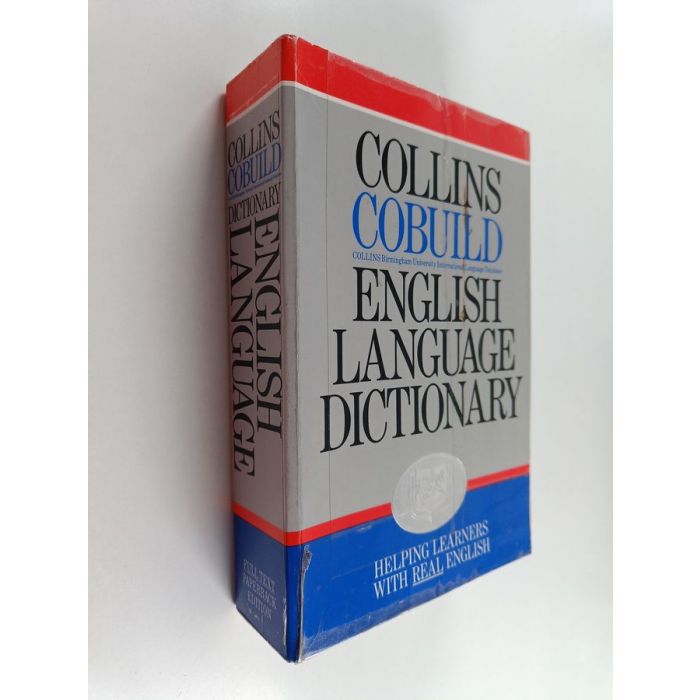 COLLINS
COBUILD
DICTIONARY
ENGLISH
LANGUAGE
FULL-TEXT
PAPERBACK
EDITION
COLLINS
COBUILD
COLLINS Birmingham University International Language Database
ENGLISH
LANGUAGE
DICTIONARY
HELPING LEARNERS
WITH REAL ENGLISH